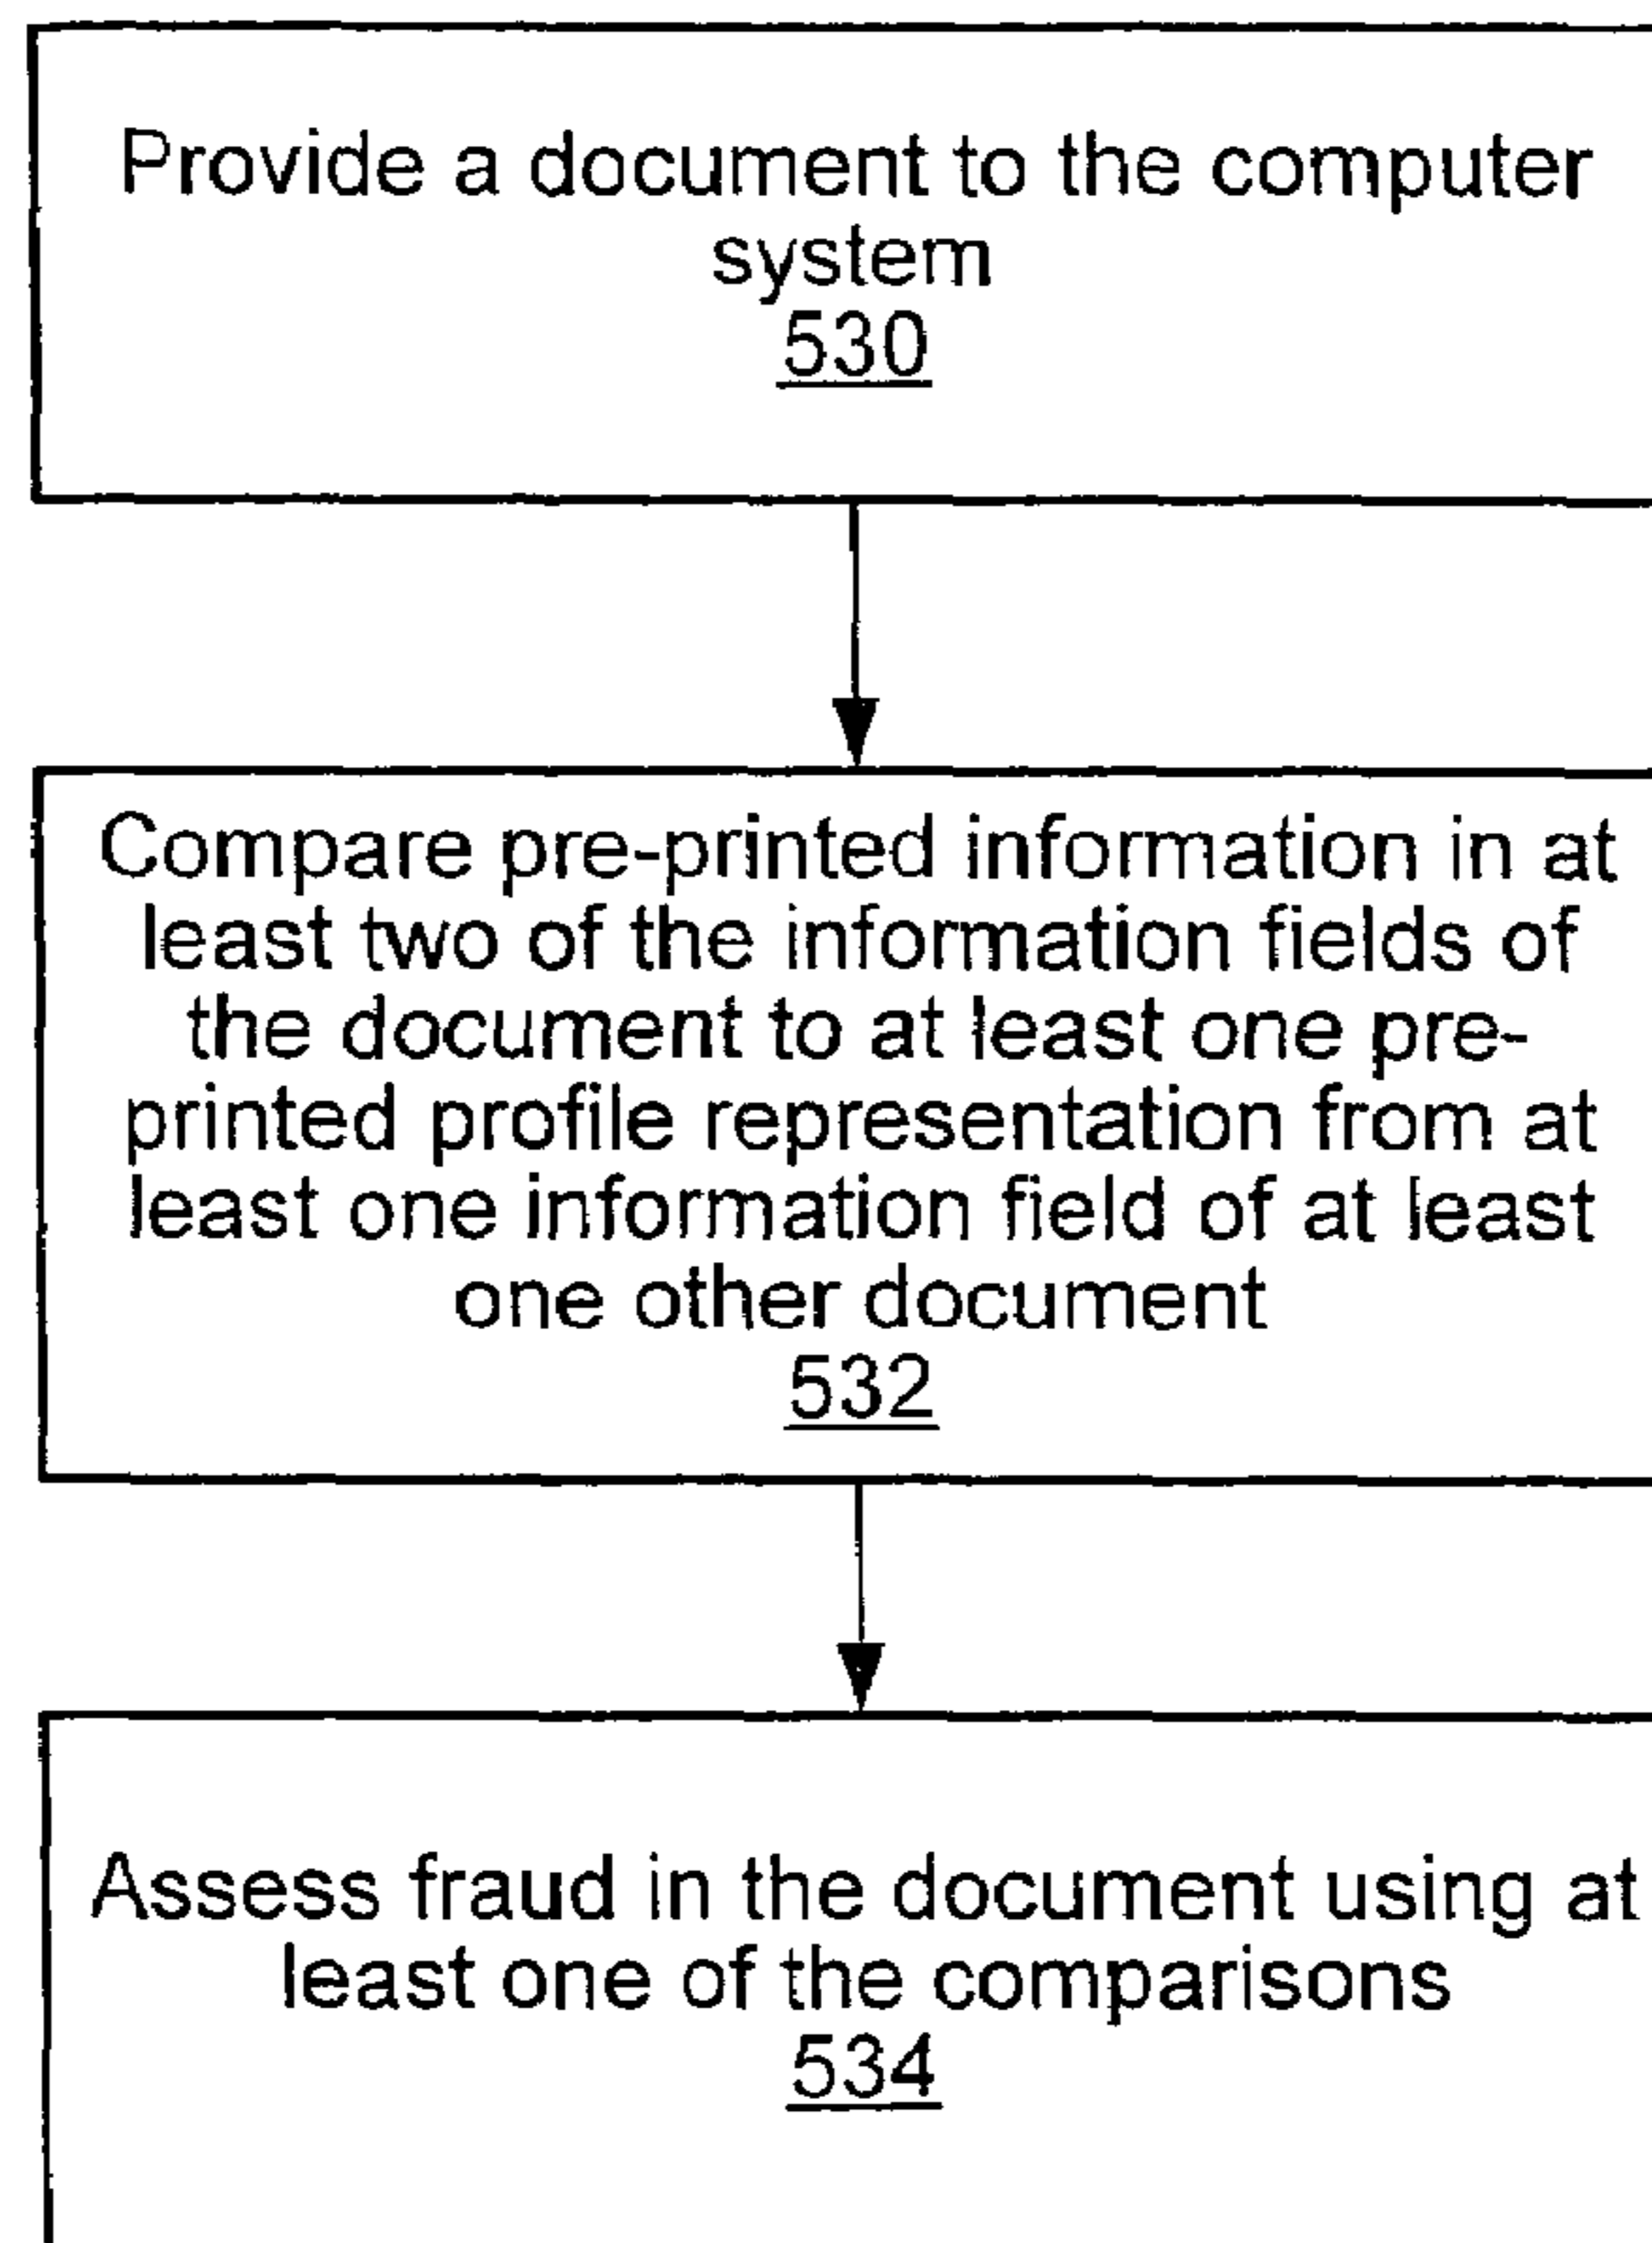 Provide a document to the computer
system
530
Compare pre-printed information in at
least two of the information fields of
the document to at least one pre-
printed profile representation from at
least one information field of at least
one other document
532
Assess fraud in the document using at
least one of the comparisons
534